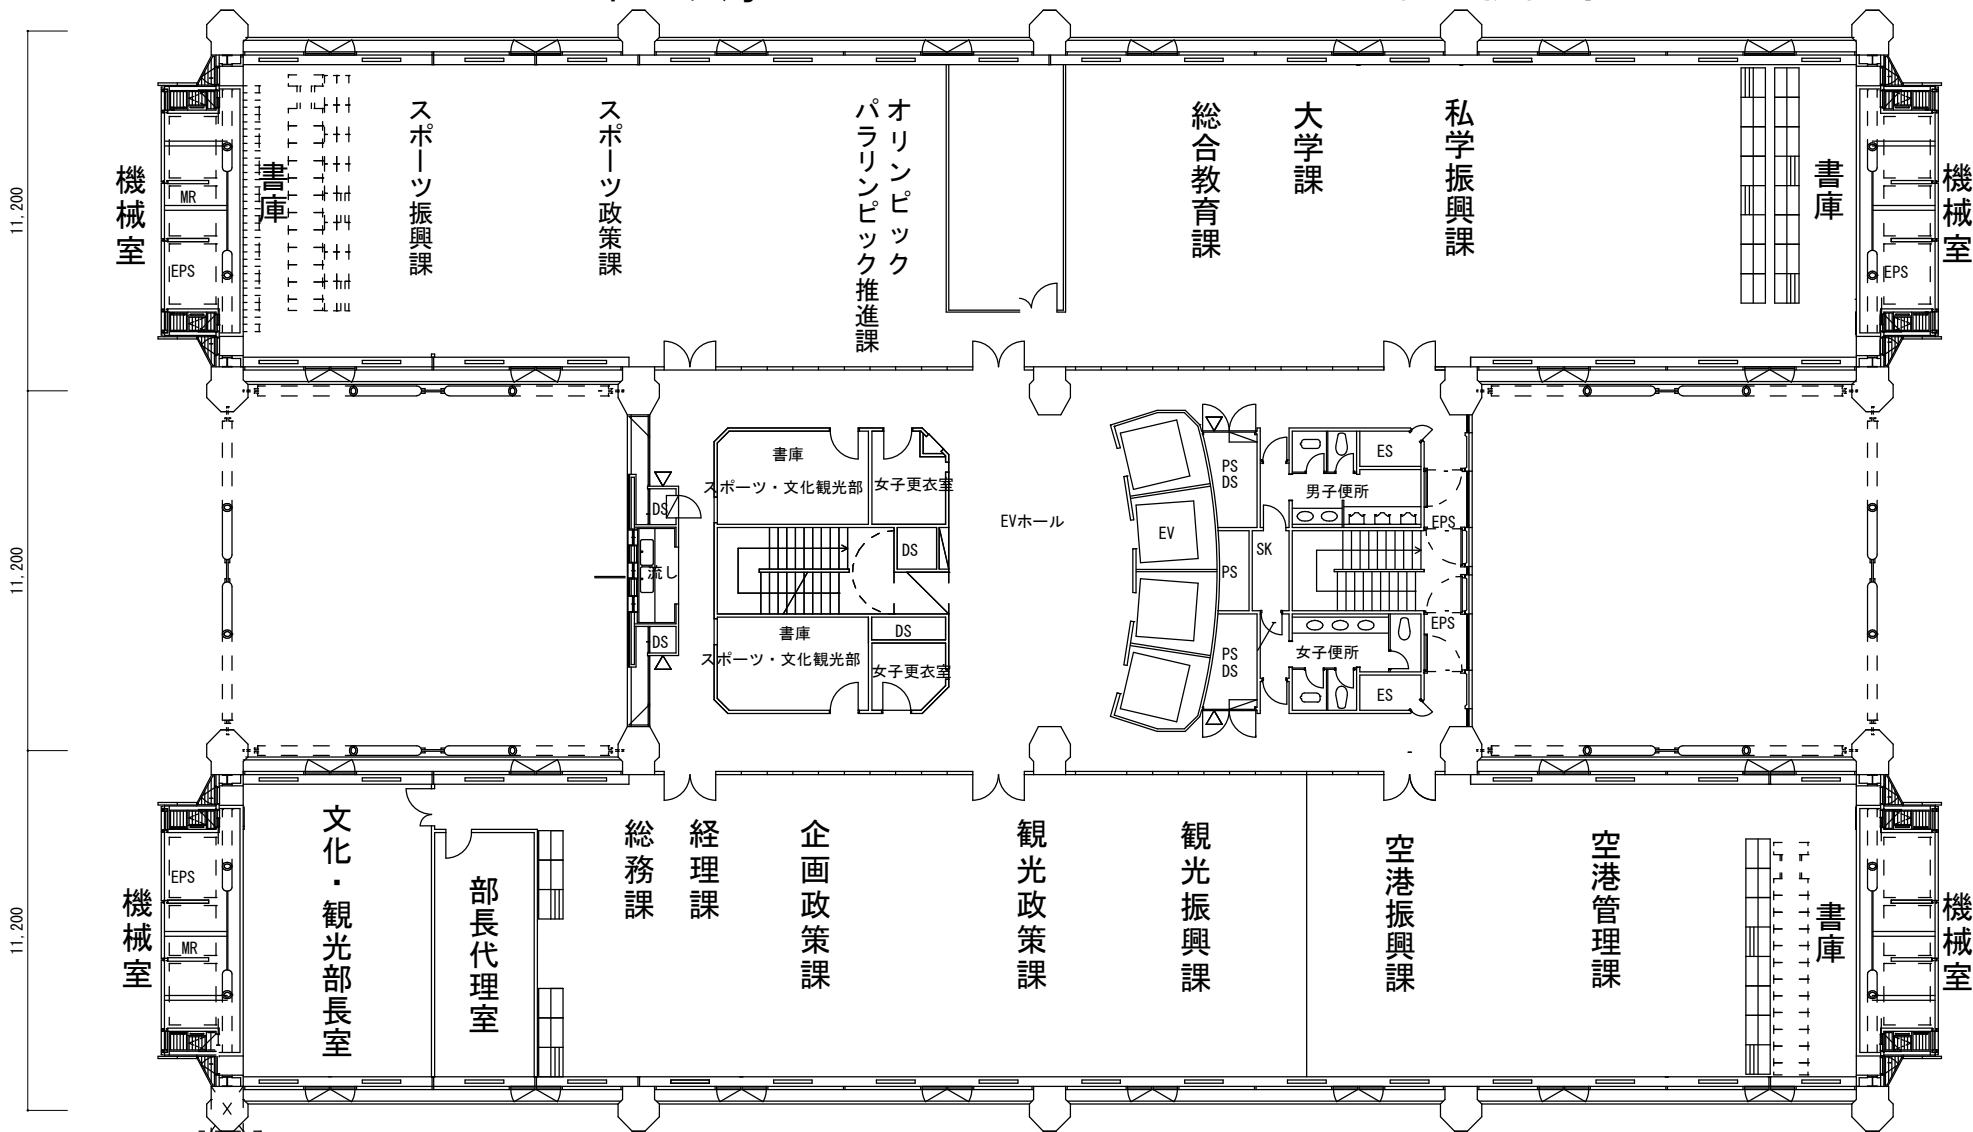 11,200
11,200
11,200
機械室
MR
EPS
書庫
スポーツ振興課
スポーツ政策課
オリンピック
パラリンピック推進課
総合教育課
大学課
私学振興課
書庫
機械室
EPS
書庫
スポーツ・文化観光部
女子更衣室
DS
流し
DS
DS
書庫
スポーツ・文化観光部
DS
女子更衣室
EVホール
EV
PS
DS
PS
SK
PS
DS
男子便所
ES
EPS
EPS
女子便所
ES
機械室
EPS
MR
文化・観光部長室
部長代理室
総務課
経理課
企画政策課
観光政策課
観光振興課
空港振興課
空港管理課
書庫
機械室